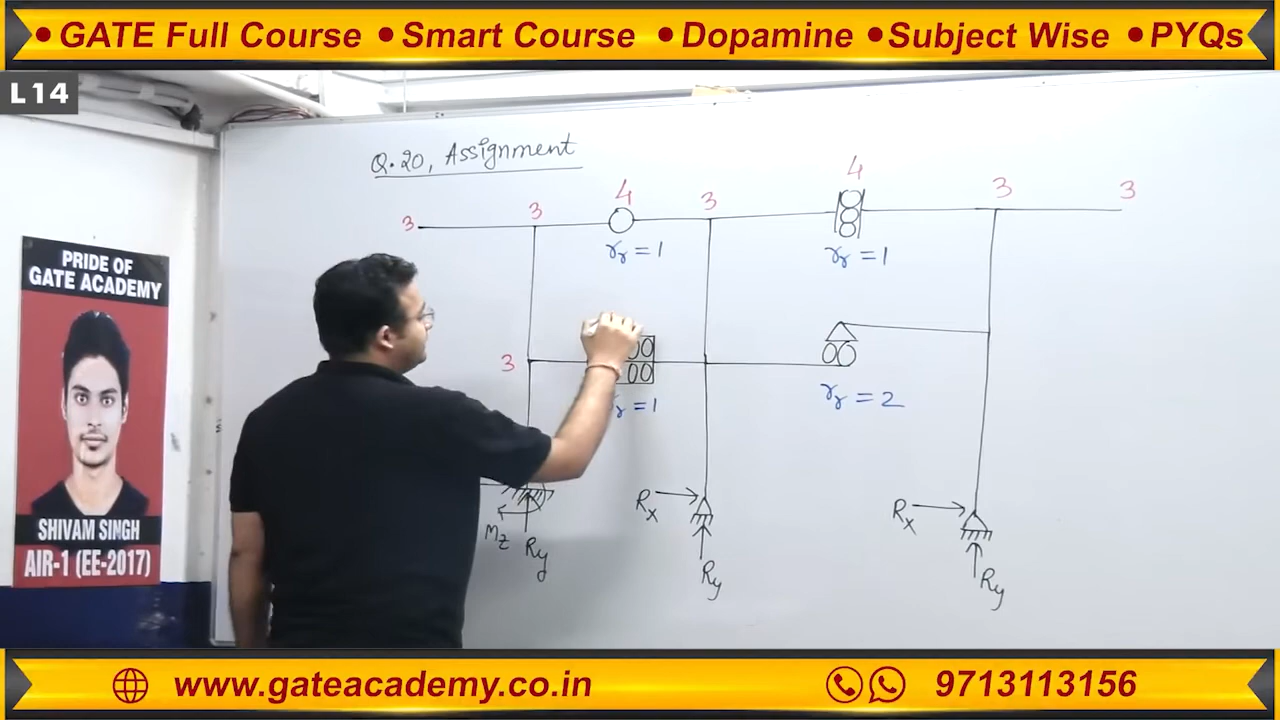 • GATE Full Course • Smart Course • Dopamine • Subject Wise • PYQs
L14
Q.20, Assignment
3 3 4 3 4 3 3
γᵣ = 1 γᵣ = 1
3
γᵣ = 1 γᵣ = 2
Mz Ry Rx Ry Rx Ry
PRIDE OF
GATE ACADEMY
SHIVAM SINGH
AIR-1 (EE-2017)
www.gateacademy.co.in 9713113156